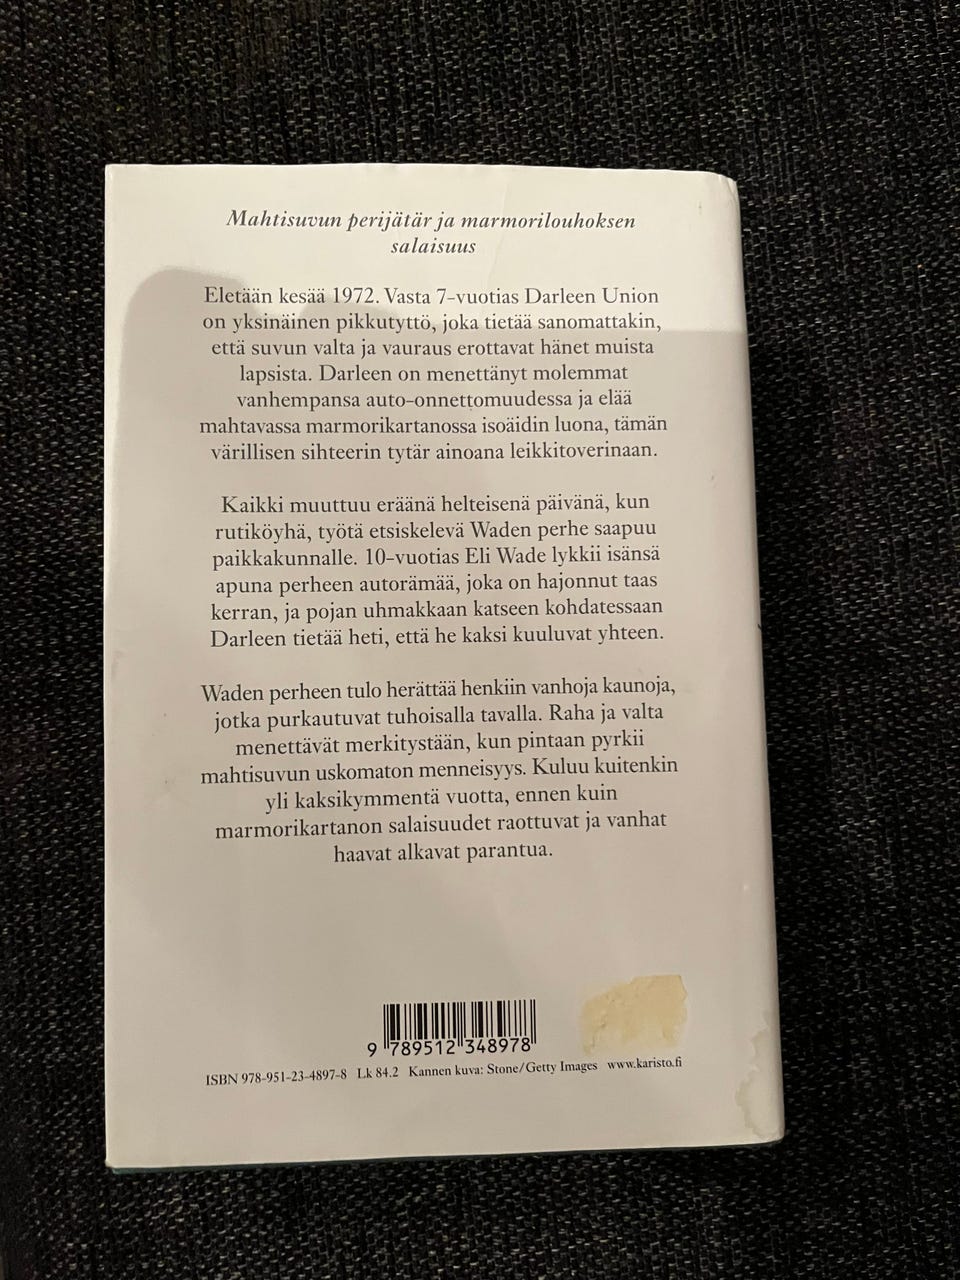 Mahtisuvun perijätär ja marmorilouhoksen
salaisuus
Eletään kesää 1972. Vasta 7-vuotias Darleen Union
on yksinäinen pikkutyttö, joka tietää sanomattakin,
että suvun valta ja vauraus erottavat hänet muista
lapsista. Darleen on menettänyt molemmat
vanhempansa auto-onnettomuudessa ja elää
mahtavassa marmorikartanossa isoäidin luona, tämän
värillisen sihteerin tytär ainoana leikkitoverinaan.
Kaikki muuttuu eräänä helteisenä päivänä, kun
rutiköyhä, työtä etsiskelevä Waden perhe saapuu
paikkakunnalle. 10-vuotias Eli Wade lykkii isänsä
apuna perheen autorämää, joka on hajonnut taas
kerran, ja pojan uhmakkaan katseen kohdatessaan
Darleen tietää heti, että he kaksi kuuluvat yhteen.
Waden perheen tulo herättää henkiin vanhoja kaunoja,
jotka purkautuvat tuhoisalla tavalla. Raha ja valta
menettävät merkitystään, kun pintaan pyrkii
mahtisuvun uskomaton menneisyys. Kuluu kuitenkin
yli kaksikymmentä vuotta, ennen kuin
marmorikartanon salaisuudet raottuvat ja vanhat
haavat alkavat parantua.
9 789512 348978
ISBN 978-951-23-4897-8 Lk 84.2 Kannen kuva: Stone/Getty Images www.karisto.fi